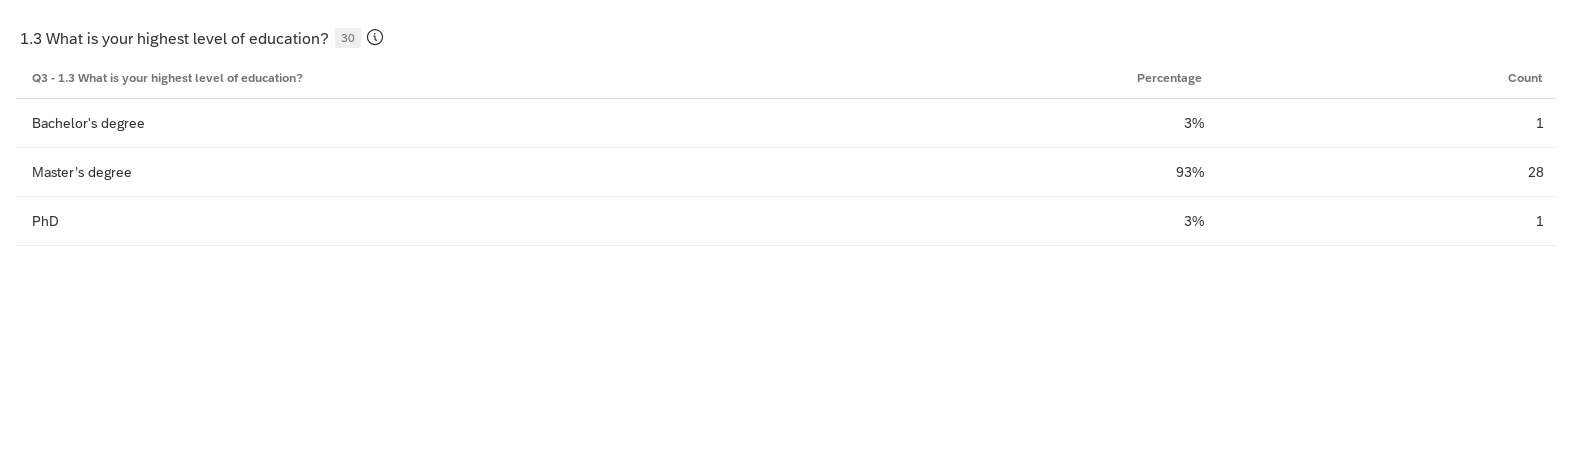 1.3 What is your highest level of education? 30
Q3 - 1.3 What is your highest level of education? Percentage Count
Bachelor's degree 3% 1
Master's degree 93% 28
PhD 3% 1